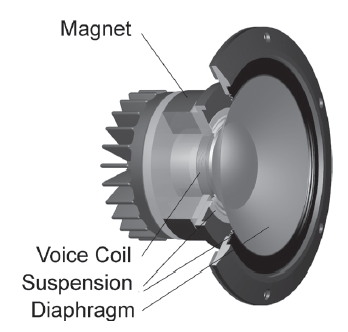 Magnet
Voice Coil
Suspension
Diaphragm